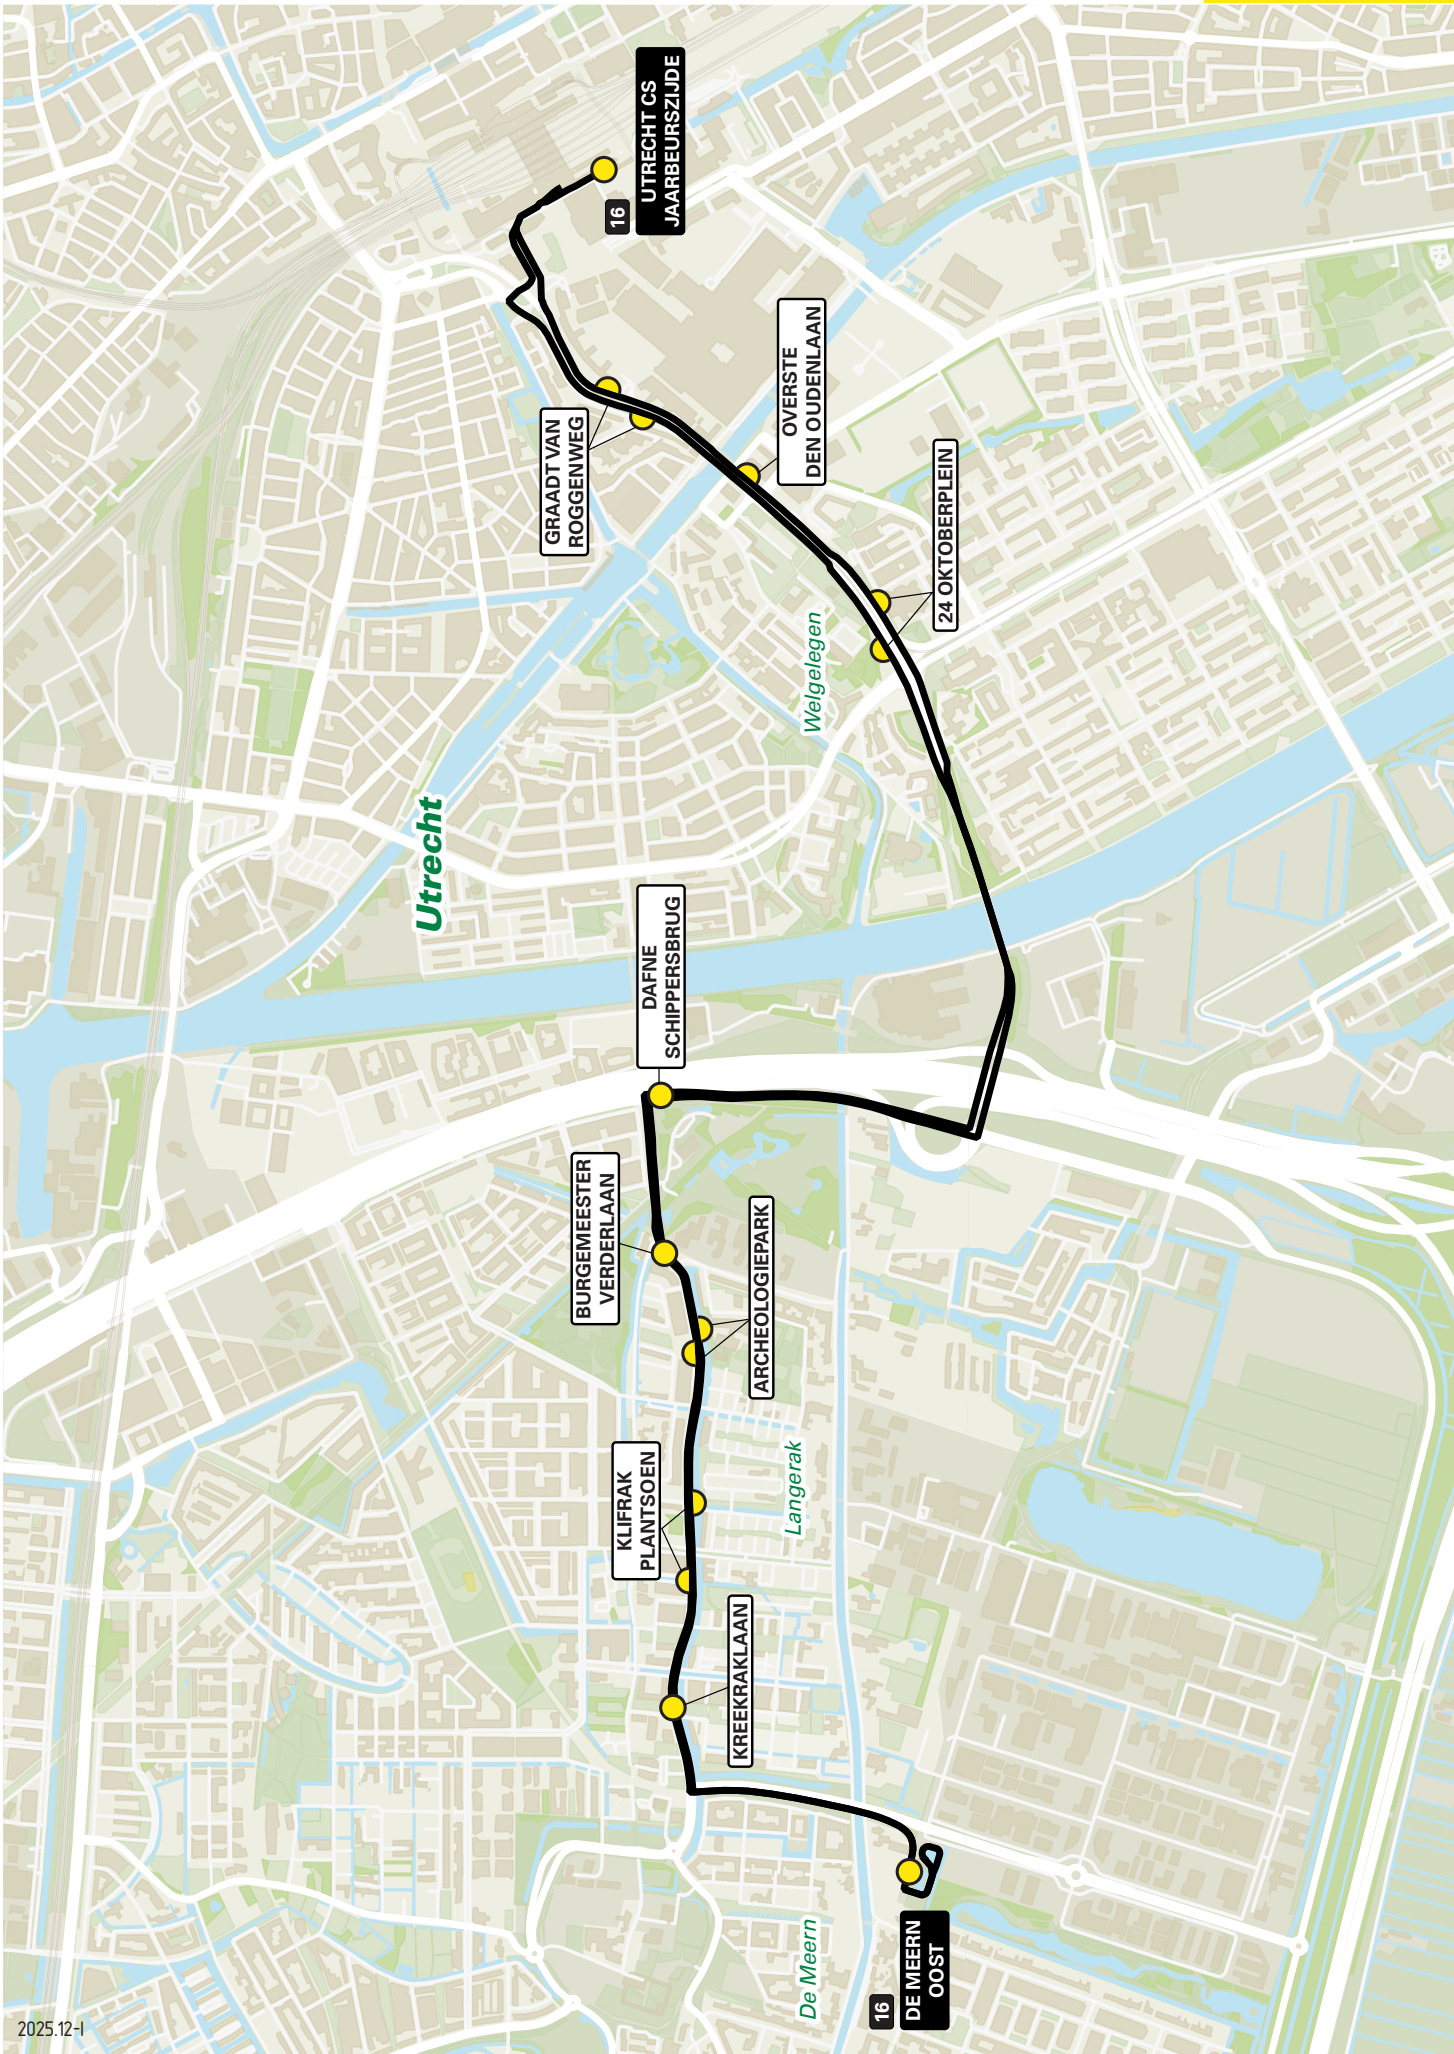 16
UTRECHT CS
JAARBEURSZIJDE
GRAADT VAN
ROGGENWEG
OVERSTE
DEN OUDENLAAN
24 OKTOBERPLEIN
Welgelegen
Utrecht
DAFNE
SCHIPPERSBRUG
BURGEMEESTER
VERDERLAAN
ARCHEOLOGIEPARK
Langerak
KLIFRAK
PLANTSOEN
KREEKRAKLAAN
De Meern
16
DE MEERN
OOST
2025.12-I